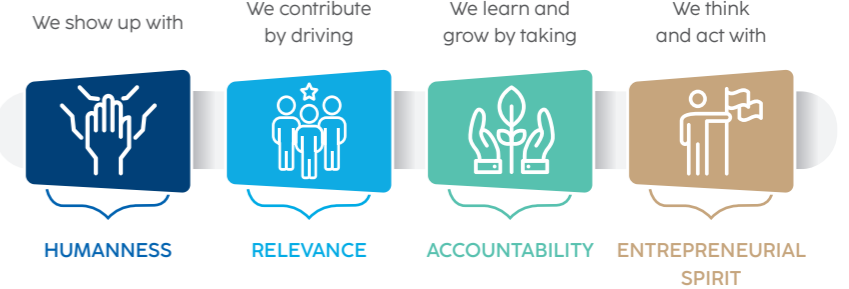 We show up with
HUMANNESS
We contribute
by driving
RELEVANCE
We learn and
grow by taking
ACCOUNTABILITY
We think
and act with
ENTREPRENEURIAL
SPIRIT